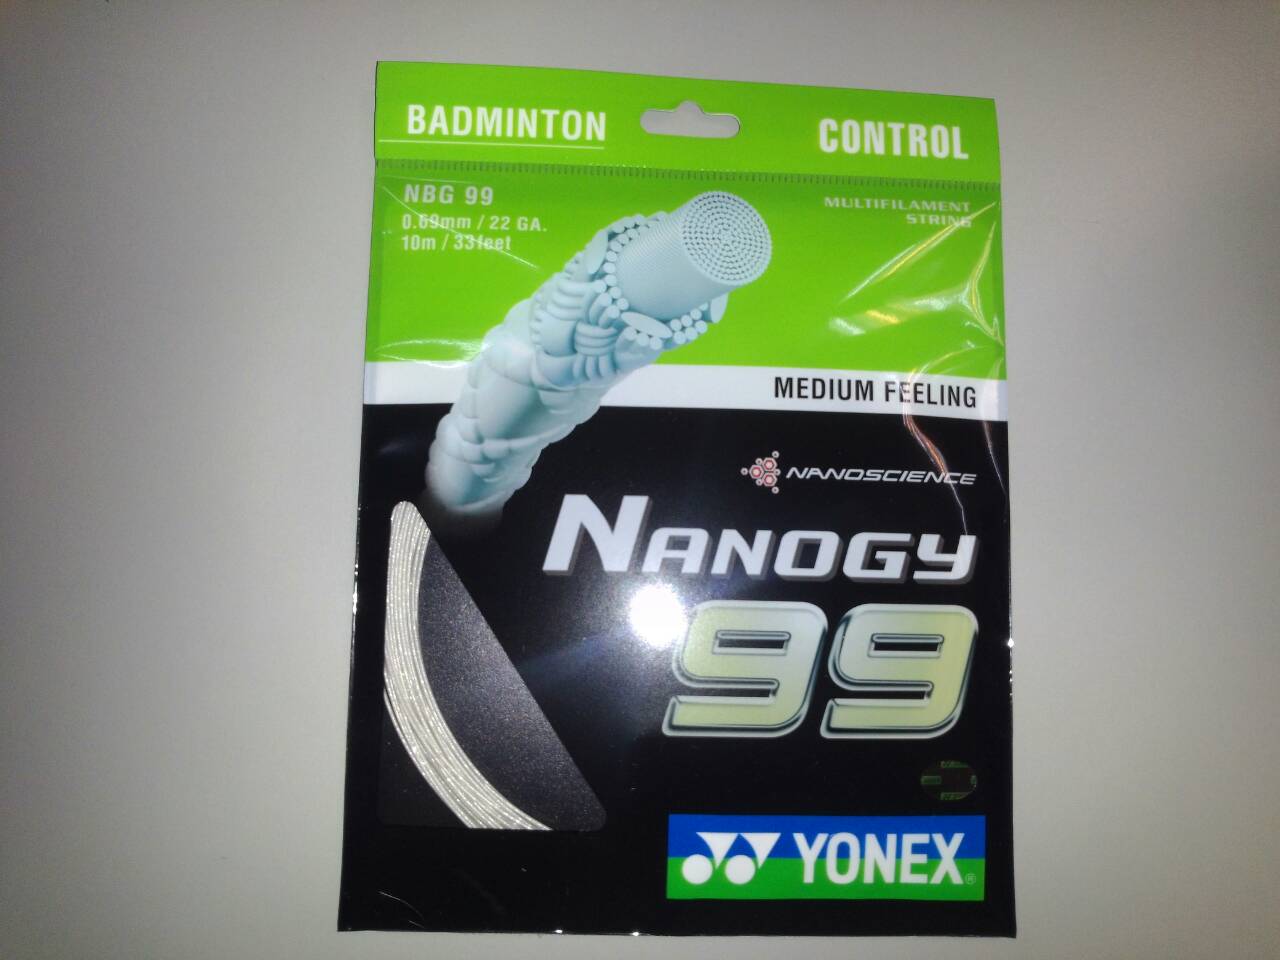 BADMINTON
CONTROL
NBG 99
0.69mm / 22 GA.
10m / 33feet
MULTIFILAMENT
STRING
MEDIUM FEELING
NANOSCIENCE
NANOGY
99
YONEX®